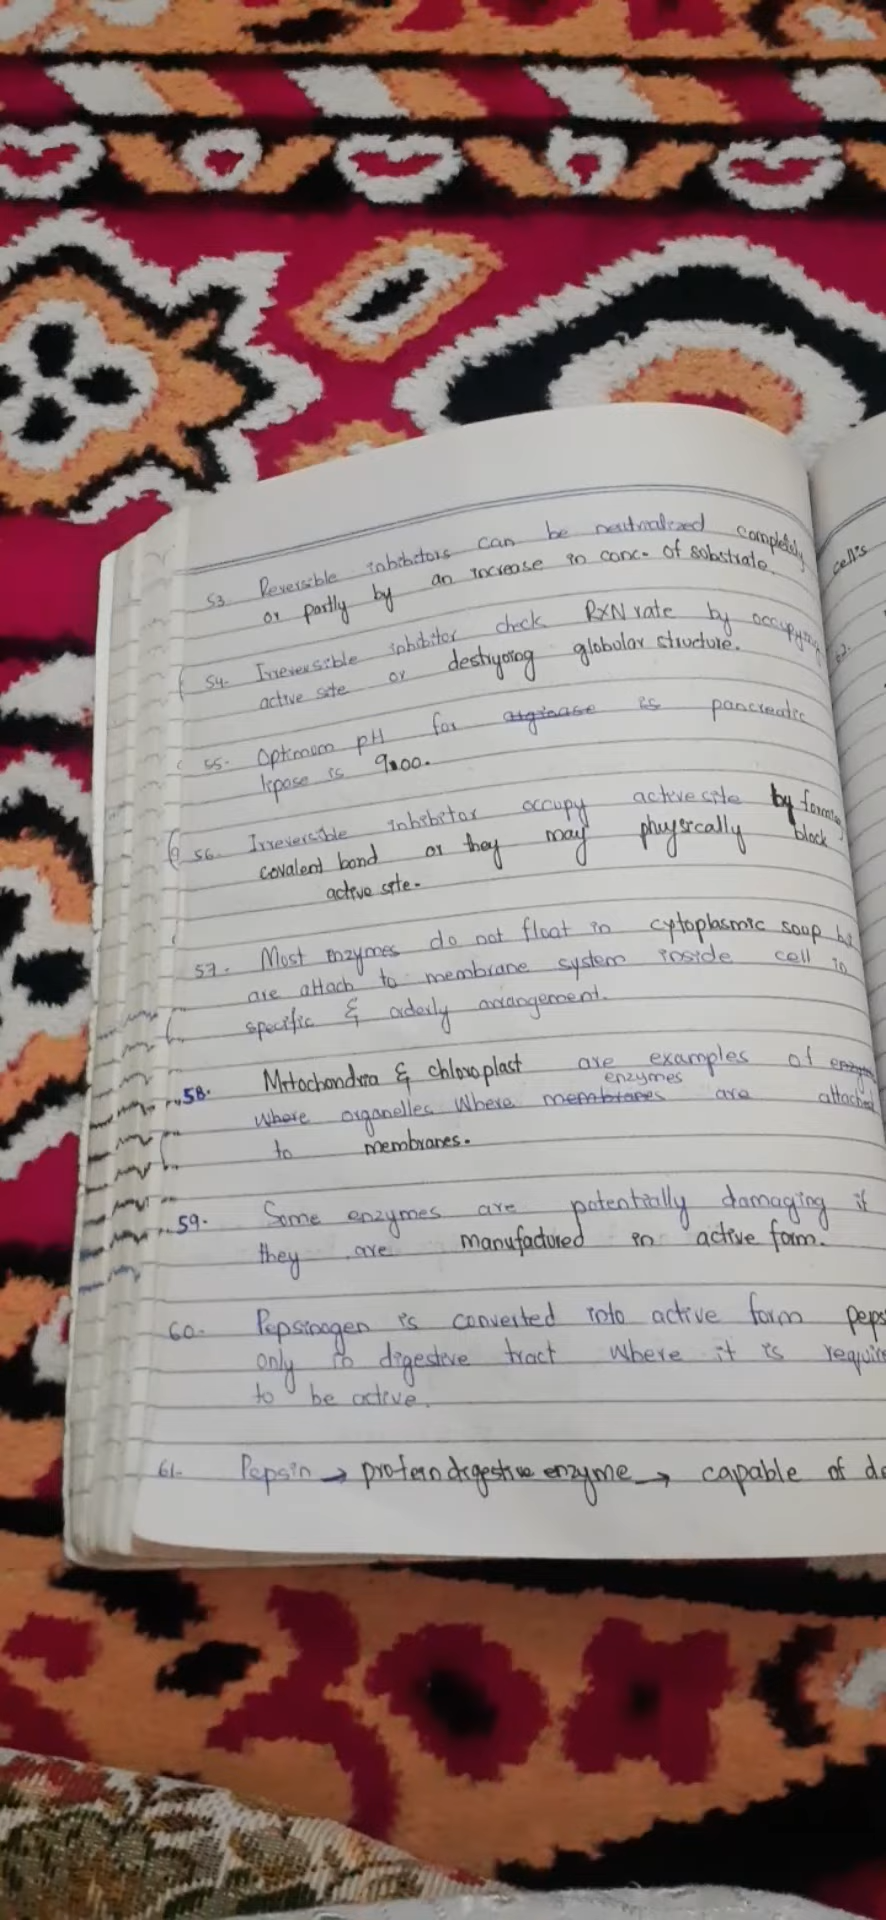 53. Reversible inhibitors can be neutralized completely
or partly by an increase in conc. of substrate.
54. Irreversible inhibitor check RXN rate by occupying
active site or destryoing globular structure.
55. Optimum pH for arginase is pancreatic
lipase is 9.00.
56. Irreversible inhibitor occupy active site by forming
covalent bond or they may physically block
active site.
57. Most enzymes do not float in cytoplasmic soup
are attach to membrane system inside cell in
specific & orderly arrangement.
58. Mitochondria & chloroplast are examples of
enzymes
where organelles where membranes are attached
to membranes.
59. Some enzymes are potentially damaging if
they are manufactured in active form.
60. Pepsinogen is converted into active form peps
only in digestive tract where it is requir
to be active.
61. Pepsin → protein digestive enzyme → capable of
cell's